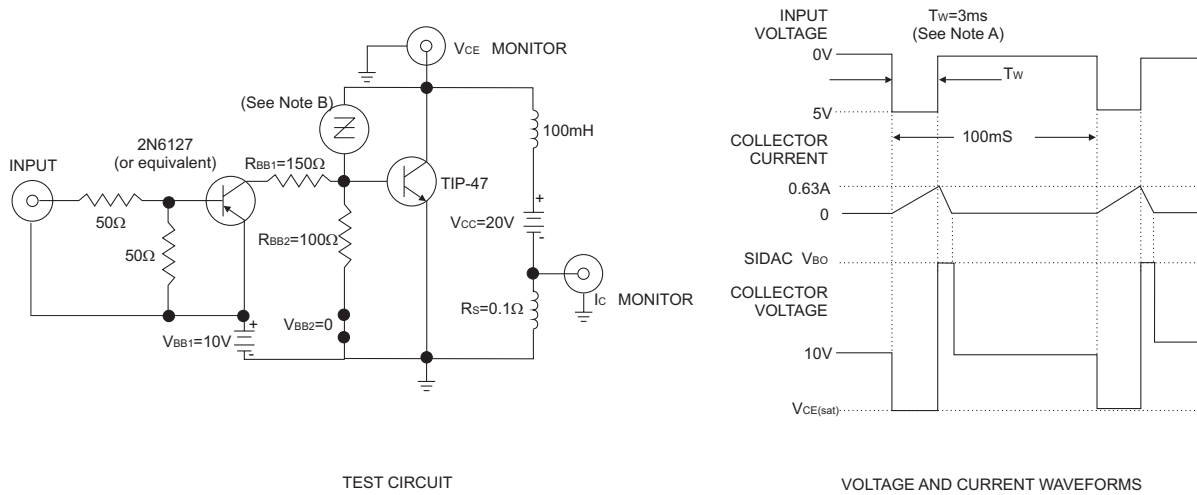 VCE MONITOR
(See Note B)
100mH
2N6127
(or equivalent)
INPUT
RBB1=150Ω
TIP-47
50Ω
VCC=20V
+
-
RBB2=100Ω
50Ω
IC MONITOR
RS=0.1Ω
VBB1=10V
+
-
VBB2=0
TEST CIRCUIT
INPUT
VOLTAGE
TW=3ms
(See Note A)
0V
TW
5V
100mS
COLLECTOR
CURRENT
0.63A
0
SIDAC VBO
COLLECTOR
VOLTAGE
10V
VCE(sat)
VOLTAGE AND CURRENT WAVEFORMS